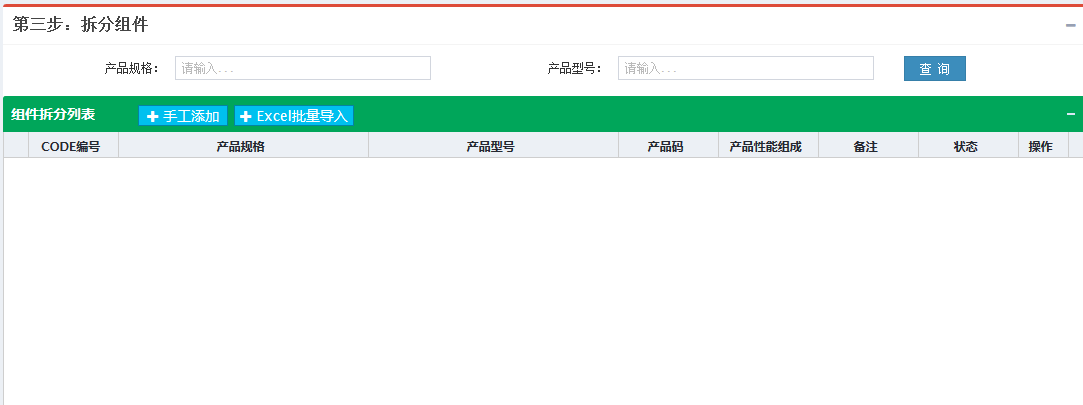 第三步：拆分组件
产品规格： 请输入... 产品型号： 请输入... 查 询
组件拆分列表 手工添加 Excel批量导入
CODE编号 产品规格 产品型号 产品码 产品性能组成 备注 状态 操作